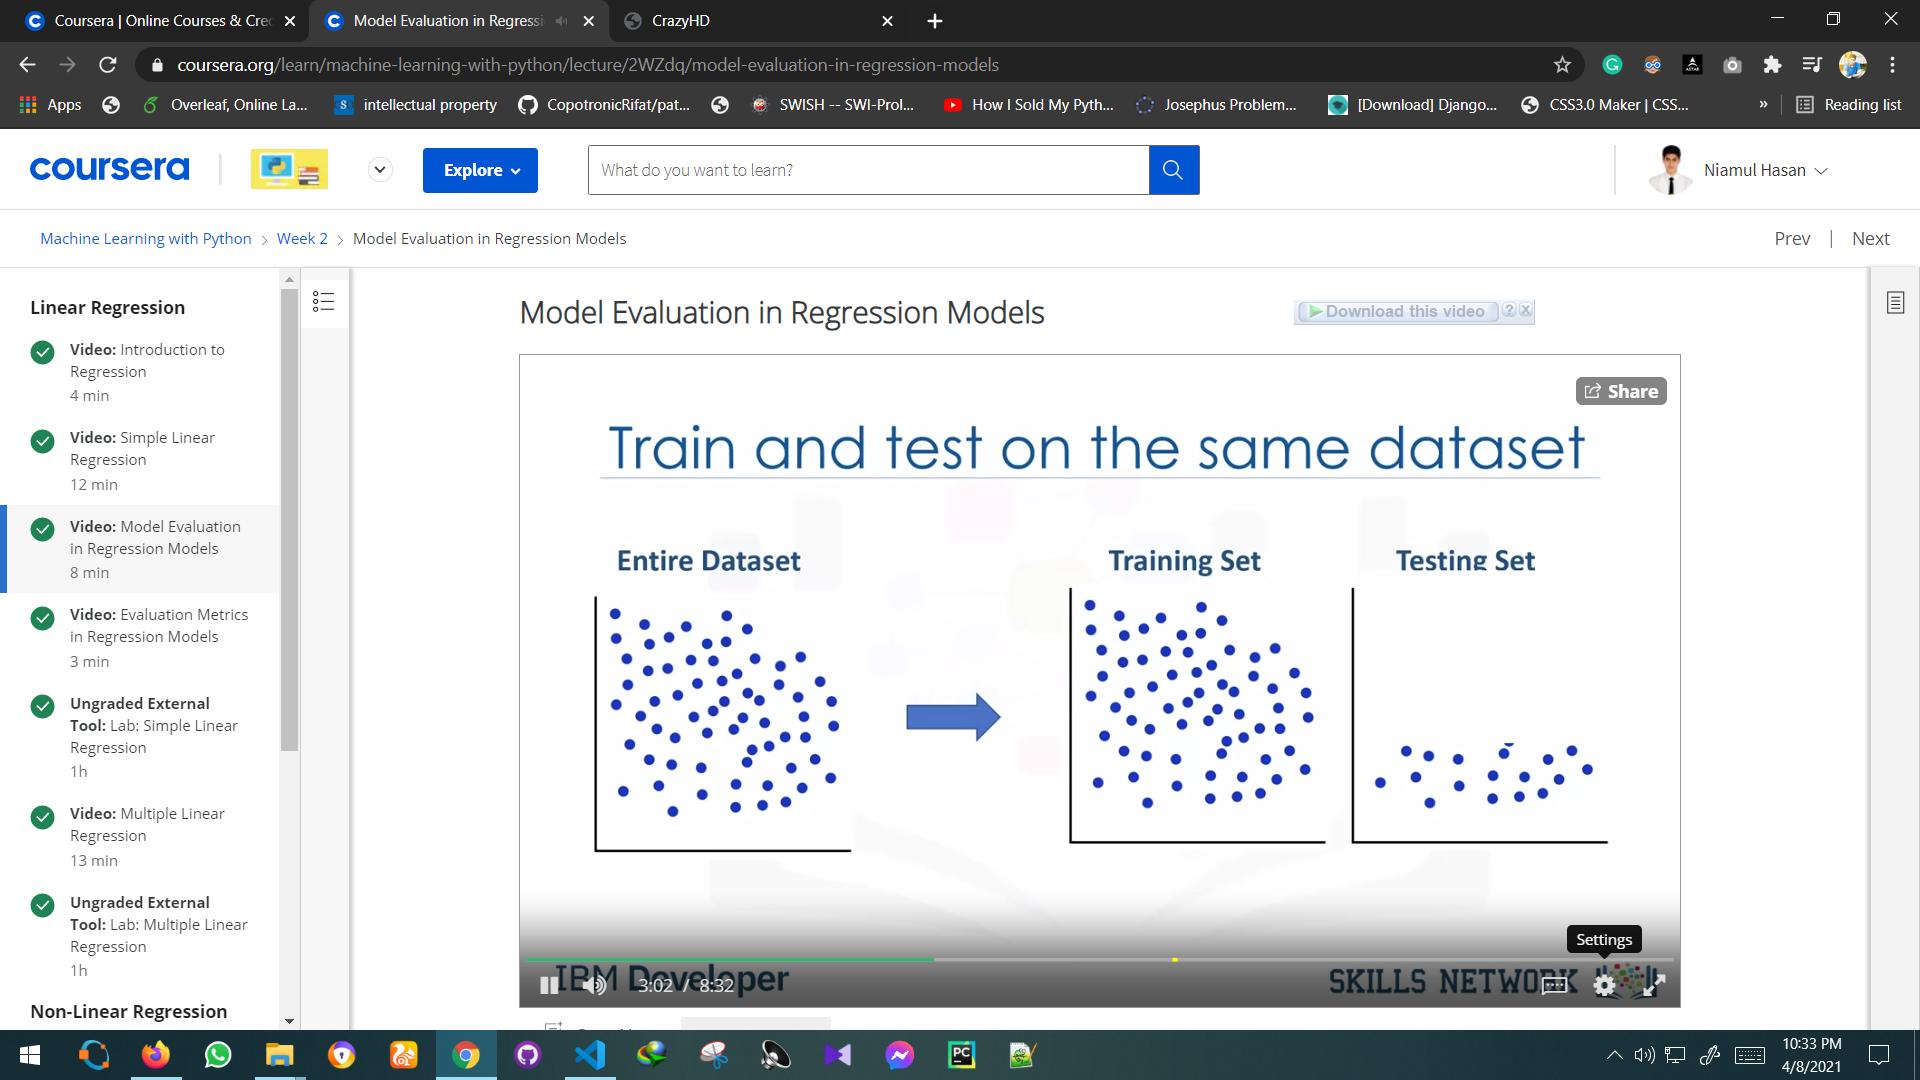 Coursera | Online Courses & Cre
Model Evaluation in Regressi
CrazyHD
coursera.org/learn/machine-learning-with-python/lecture/2WZdq/model-evaluation-in-regression-models
Apps
Overleaf, Online La...
intellectual property
CopotronicRifat/pat...
SWISH -- SWI-Prol...
How I Sold My Pyth...
Josephus Problem...
[Download] Django...
CSS3.0 Maker | CSS...
»
Reading list
coursera
Explore
What do you want to learn?
Niamul Hasan
Machine Learning with Python > Week 2 > Model Evaluation in Regression Models
Prev | Next
Linear Regression
Video: Introduction to
Regression
4 min
Video: Simple Linear
Regression
12 min
Video: Model Evaluation
in Regression Models
8 min
Video: Evaluation Metrics
in Regression Models
3 min
Ungraded External
Tool: Lab: Simple Linear
Regression
1h
Video: Multiple Linear
Regression
13 min
Ungraded External
Tool: Lab: Multiple Linear
Regression
1h
Non-Linear Regression
Model Evaluation in Regression Models
Download this video ? X
Share
Train and test on the same dataset
Entire Dataset
Training Set
Testing Set
Settings
IBM Developer
3:02 / 8:32
SKILLS NETWORK
10:33 PM
4/8/2021